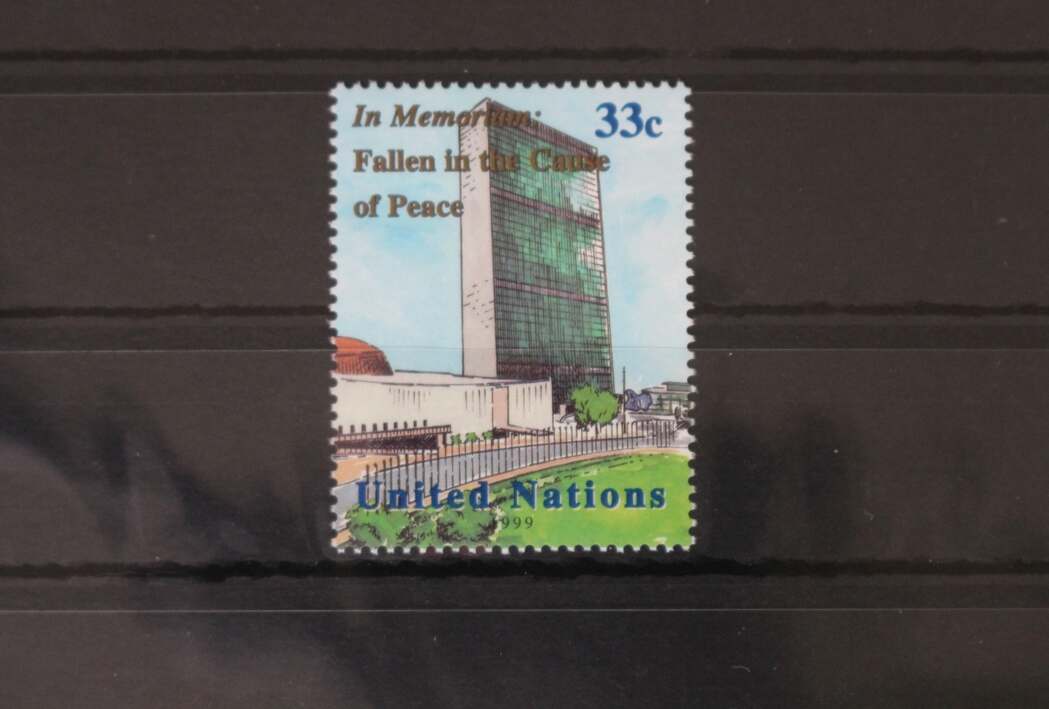 In Memoriam:
33c
Fallen in the Cause
of Peace
United Nations
1999